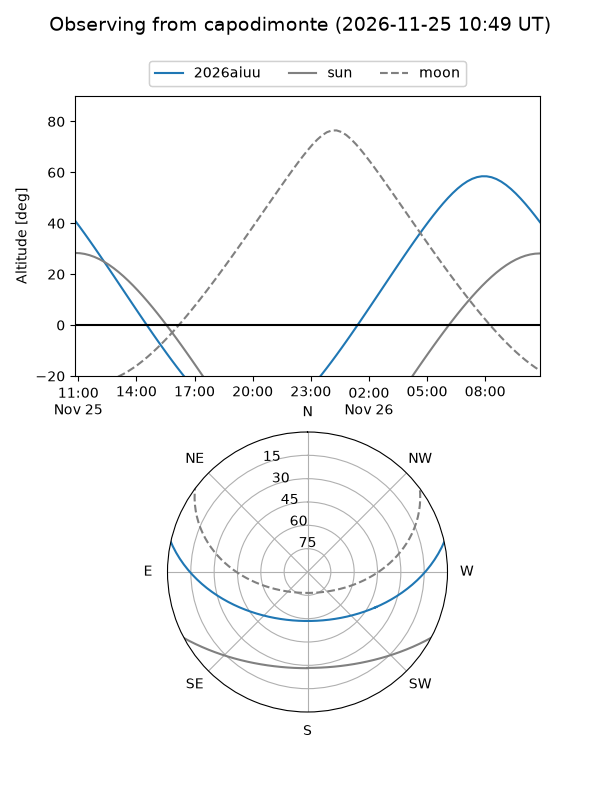 Observing from capodimonte (2026-11-25 10:49 UT)
2026aiuu sun moon
Altitude [deg]
80
60
40
20
0
−20
11:00 14:00 17:00 20:00 23:00 02:00 05:00 08:00
Nov 25 Nov 26
N
NE NW
15
30
45
60
75
E W
SE SW
S